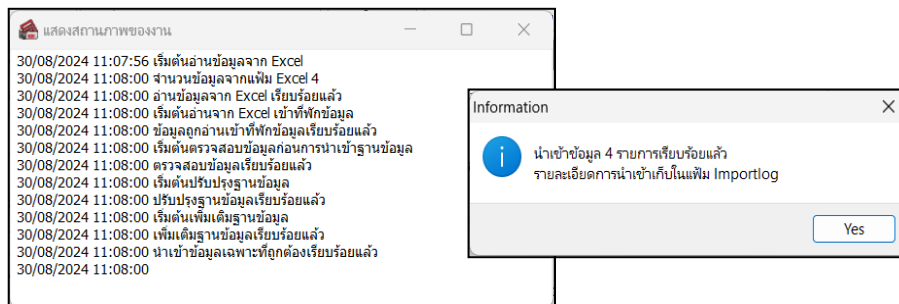 แสดงสถานภาพของงาน
30/08/2024 11:07:56 เริ่มต้นอ่านข้อมูลจาก Excel
30/08/2024 11:08:00 จำนวนข้อมูลจากแฟ้ม Excel 4
30/08/2024 11:08:00 อ่านข้อมูลจาก Excel เรียบร้อยแล้ว
30/08/2024 11:08:00 เริ่มต้นอ่านจาก Excel เข้าที่พักข้อมูล
30/08/2024 11:08:00 ข้อมูลถูกอ่านเข้าที่พักข้อมูลเรียบร้อยแล้ว
30/08/2024 11:08:00 เริ่มต้นตรวจสอบข้อมูลก่อนการนำเข้าฐานข้อมูล
30/08/2024 11:08:00 ตรวจสอบข้อมูลเรียบร้อยแล้ว
30/08/2024 11:08:00 เริ่มต้นปรับปรุงฐานข้อมูล
30/08/2024 11:08:00 ปรับปรุงฐานข้อมูลเรียบร้อยแล้ว
30/08/2024 11:08:00 เริ่มต้นเพิ่มเติมฐานข้อมูล
30/08/2024 11:08:00 เพิ่มเติมฐานข้อมูลเรียบร้อยแล้ว
30/08/2024 11:08:00 นำเข้าข้อมูลเฉพาะที่ถูกต้องเรียบร้อยแล้ว
30/08/2024 11:08:00
Information
นำเข้าข้อมูล 4 รายการเรียบร้อยแล้ว
รายละเอียดการนำเข้าเก็บในแฟ้ม Importlog
Yes